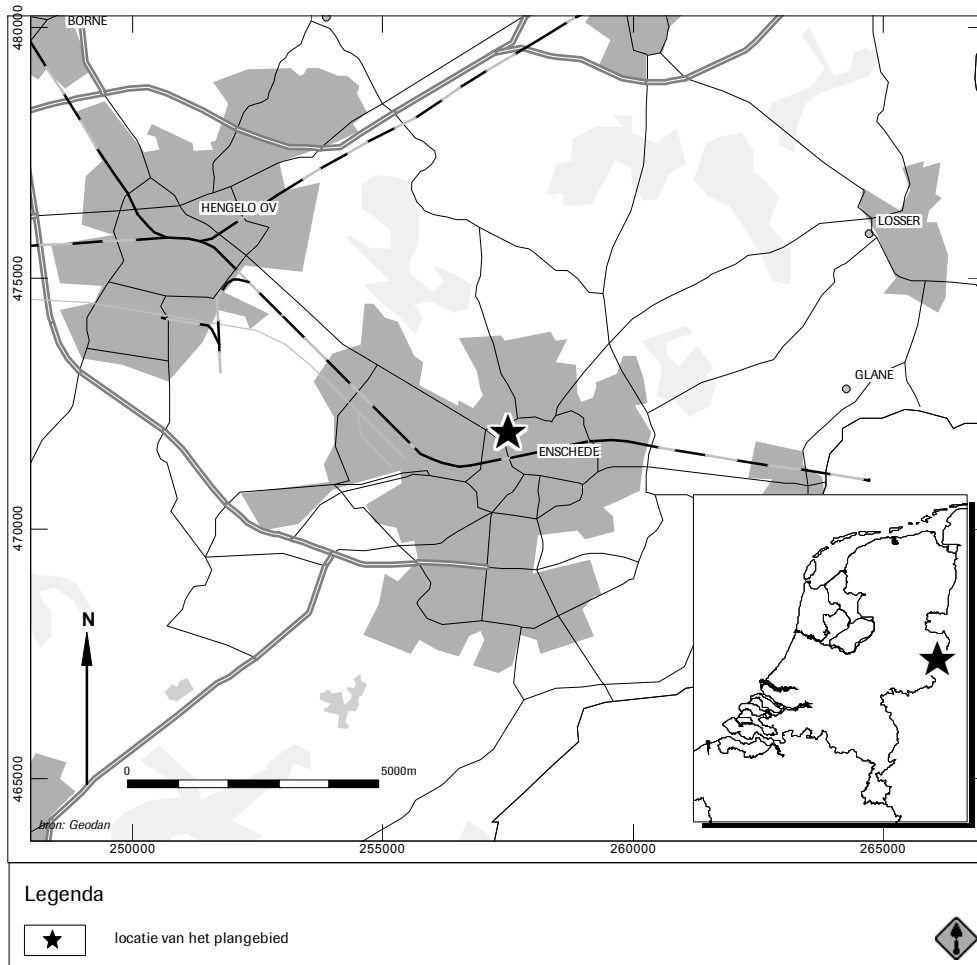 BORNE
480000
HENGELO OV
LOSSER
475000
GLANE
ENSCHEDE
470000
N
465000
0 5000m
bron: Geodan
250000 255000 260000 265000
Legenda
locatie van het plangebied